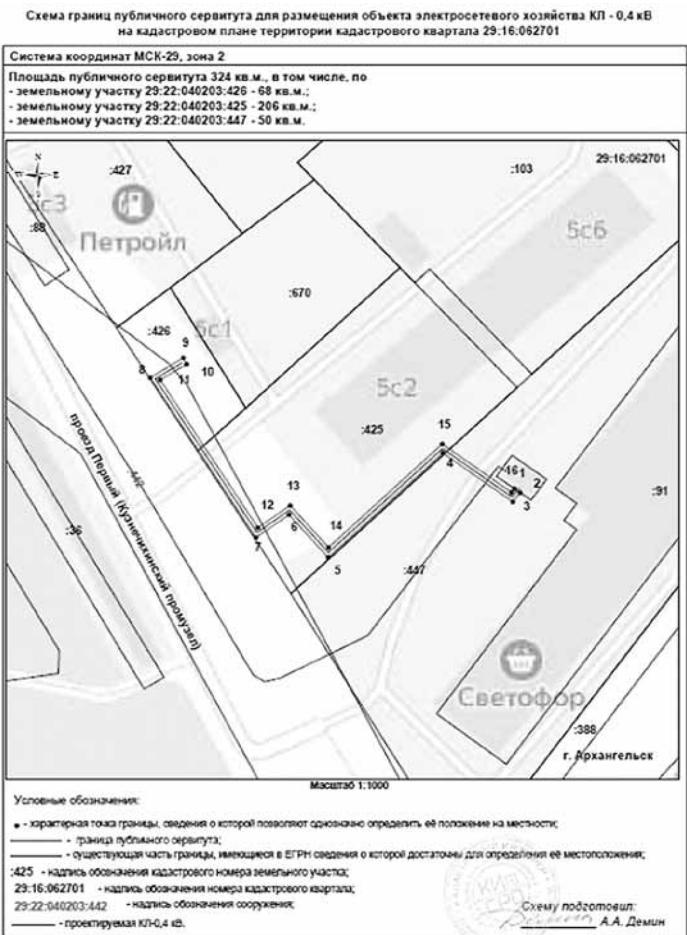 Схема границ публичного сервитута для размещения объекта электросетевого хозяйства КЛ - 0,4 кВ
на кадастровом плане территории кадастрового квартала 29:16:062701
Система координат МСК-29, зона 2
Площадь публичного сервитута 324 кв.м., в том числе, по
- земельному участку 29:22:040203:426 - 68 кв.м.;
- земельному участку 29:22:040203:425 - 206 кв.м.;
- земельному участку 29:22:040203:447 - 50 кв.м.
29:16:062701
:427
:103
N
5с3
:88
Петройл
5с6
:670
:426
5с1
9
8
10
11
5с2
:425
15
4
16
1
2
3
:91
:442
13
12
6
7
14
5
:36
проезд Первый (Кузнечихинский промузел)
:447
Светофор
:388
г. Архангельск
Масштаб 1:1000
Условные обозначения:
- характерная точка границы, сведения о которой позволяют однозначно определить её положение на местности;
- граница публичного сервитута;
- существующая часть границы, имеющиеся в ЕГРН сведения о которой достаточны для определения её местоположения;
:425 - надпись обозначения кадастрового номера земельного участка;
29:16:062701 - надпись обозначения номера кадастрового квартала;
29:22:040203:442 - надпись обозначения сооружения;
- проектируемая КЛ-0,4 кВ.
Схему подготовил:
А.А. Демин